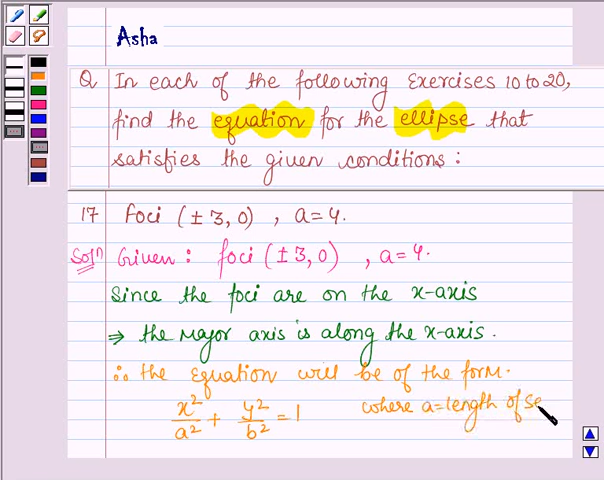 Asha
Q In each of the following Exercises 10 to 20,
find the equation for the ellipse that
satisfies the given conditions :
17 Foci (±3, 0) , a=4.
Solⁿ Given : foci (±3, 0) , a=4.
Since the foci are on the x-axis
⇒ the major axis is along the x-axis.
∴ the Equation will be of the form.
x²/a² + y²/b² = 1 where a=length of se